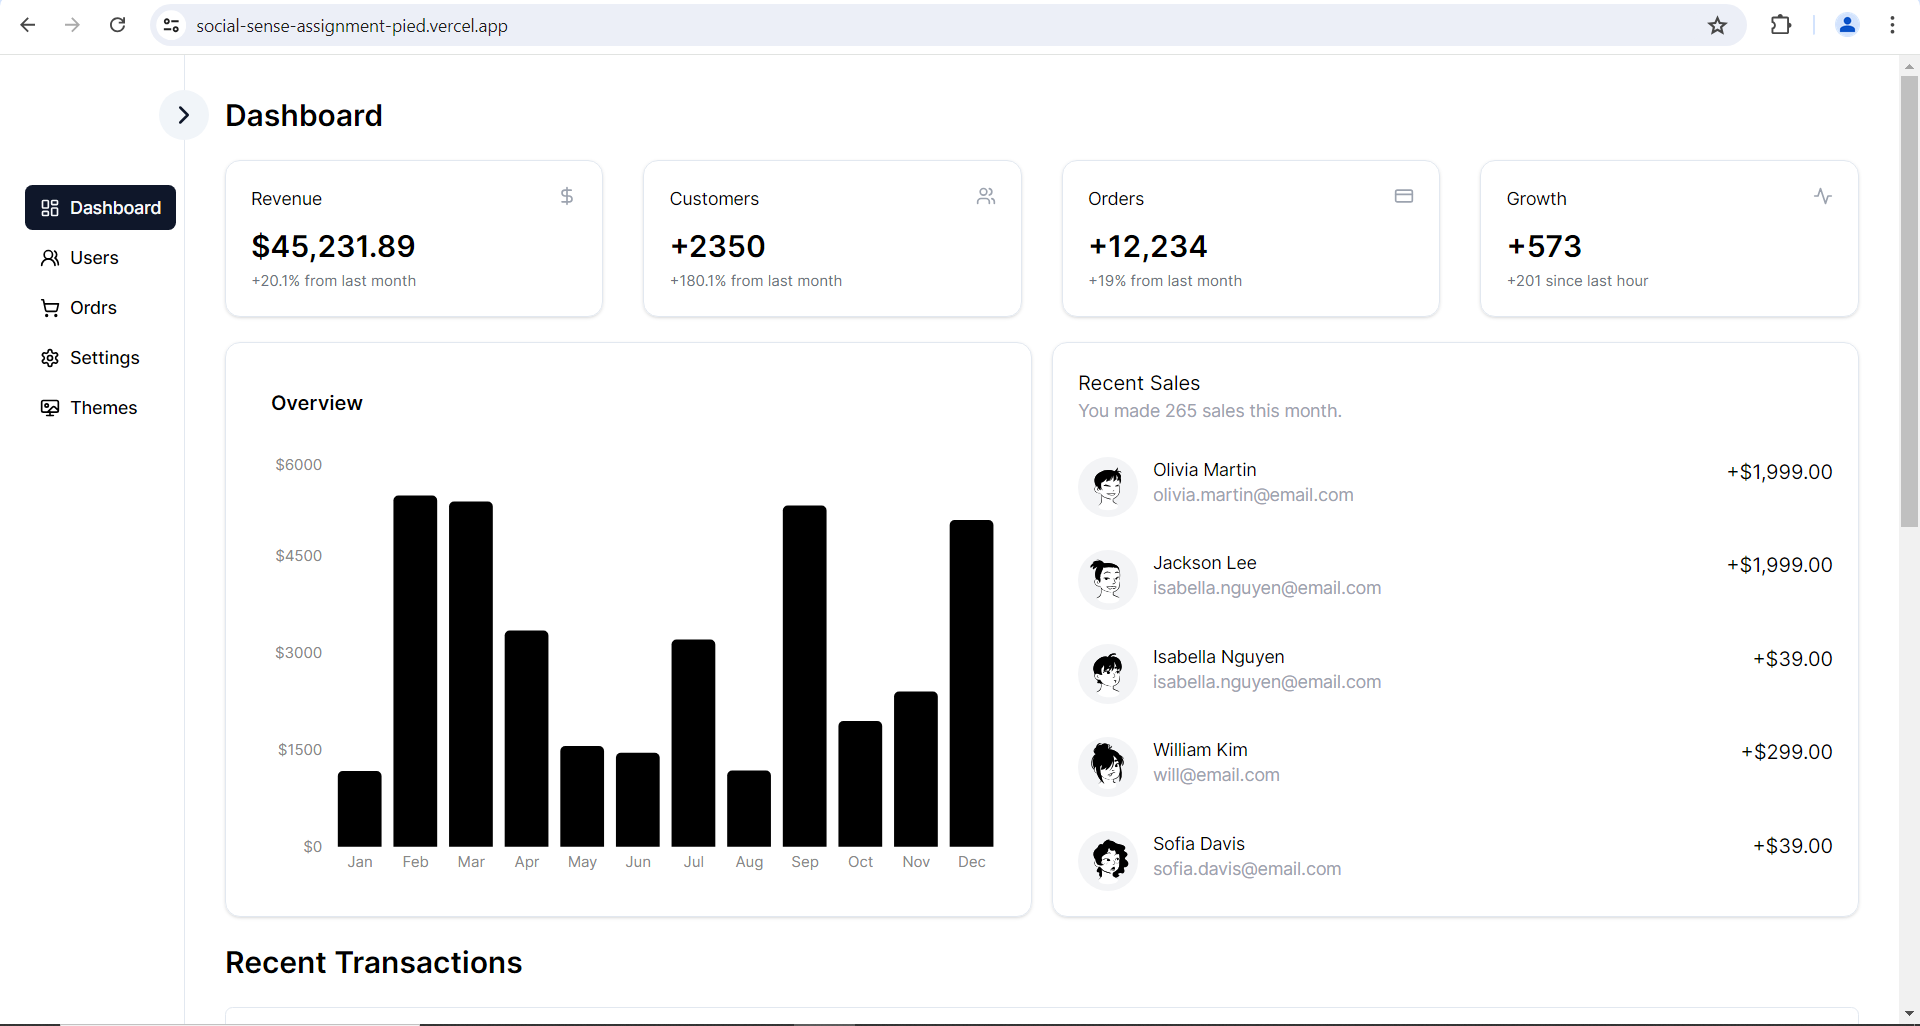 social-sense-assignment-pied.vercel.app
Dashboard
Users
Ordrs
Settings
Themes
Dashboard
Revenue
$45,231.89
+20.1% from last month
Customers
+2350
+180.1% from last month
Orders
+12,234
+19% from last month
Growth
+573
+201 since last hour
Overview
$6000
$4500
$3000
$1500
$0
Jan Feb Mar Apr May Jun Jul Aug Sep Oct Nov Dec
Recent Sales
You made 265 sales this month.
Olivia Martin
olivia.martin@email.com
+$1,999.00
Jackson Lee
isabella.nguyen@email.com
+$1,999.00
Isabella Nguyen
isabella.nguyen@email.com
+$39.00
William Kim
will@email.com
+$299.00
Sofia Davis
sofia.davis@email.com
+$39.00
Recent Transactions